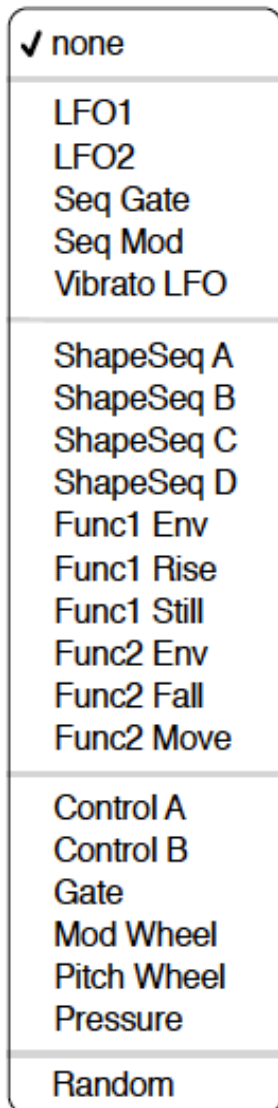 ✓ none
LFO1
LFO2
Seq Gate
Seq Mod
Vibrato LFO
ShapeSeq A
ShapeSeq B
ShapeSeq C
ShapeSeq D
Func1 Env
Func1 Rise
Func1 Still
Func2 Env
Func2 Fall
Func2 Move
Control A
Control B
Gate
Mod Wheel
Pitch Wheel
Pressure
Random